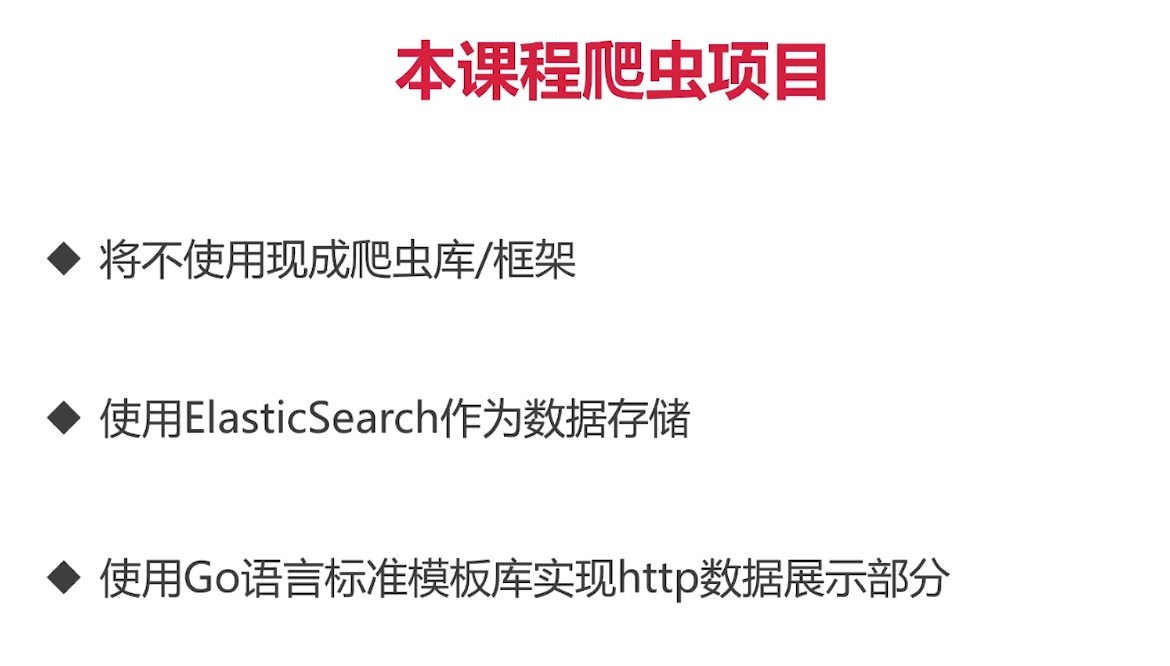 本课程爬虫项目
◆ 将不使用现成爬虫库/框架
◆ 使用ElasticSearch作为数据存储
◆ 使用Go语言标准模板库实现http数据展示部分